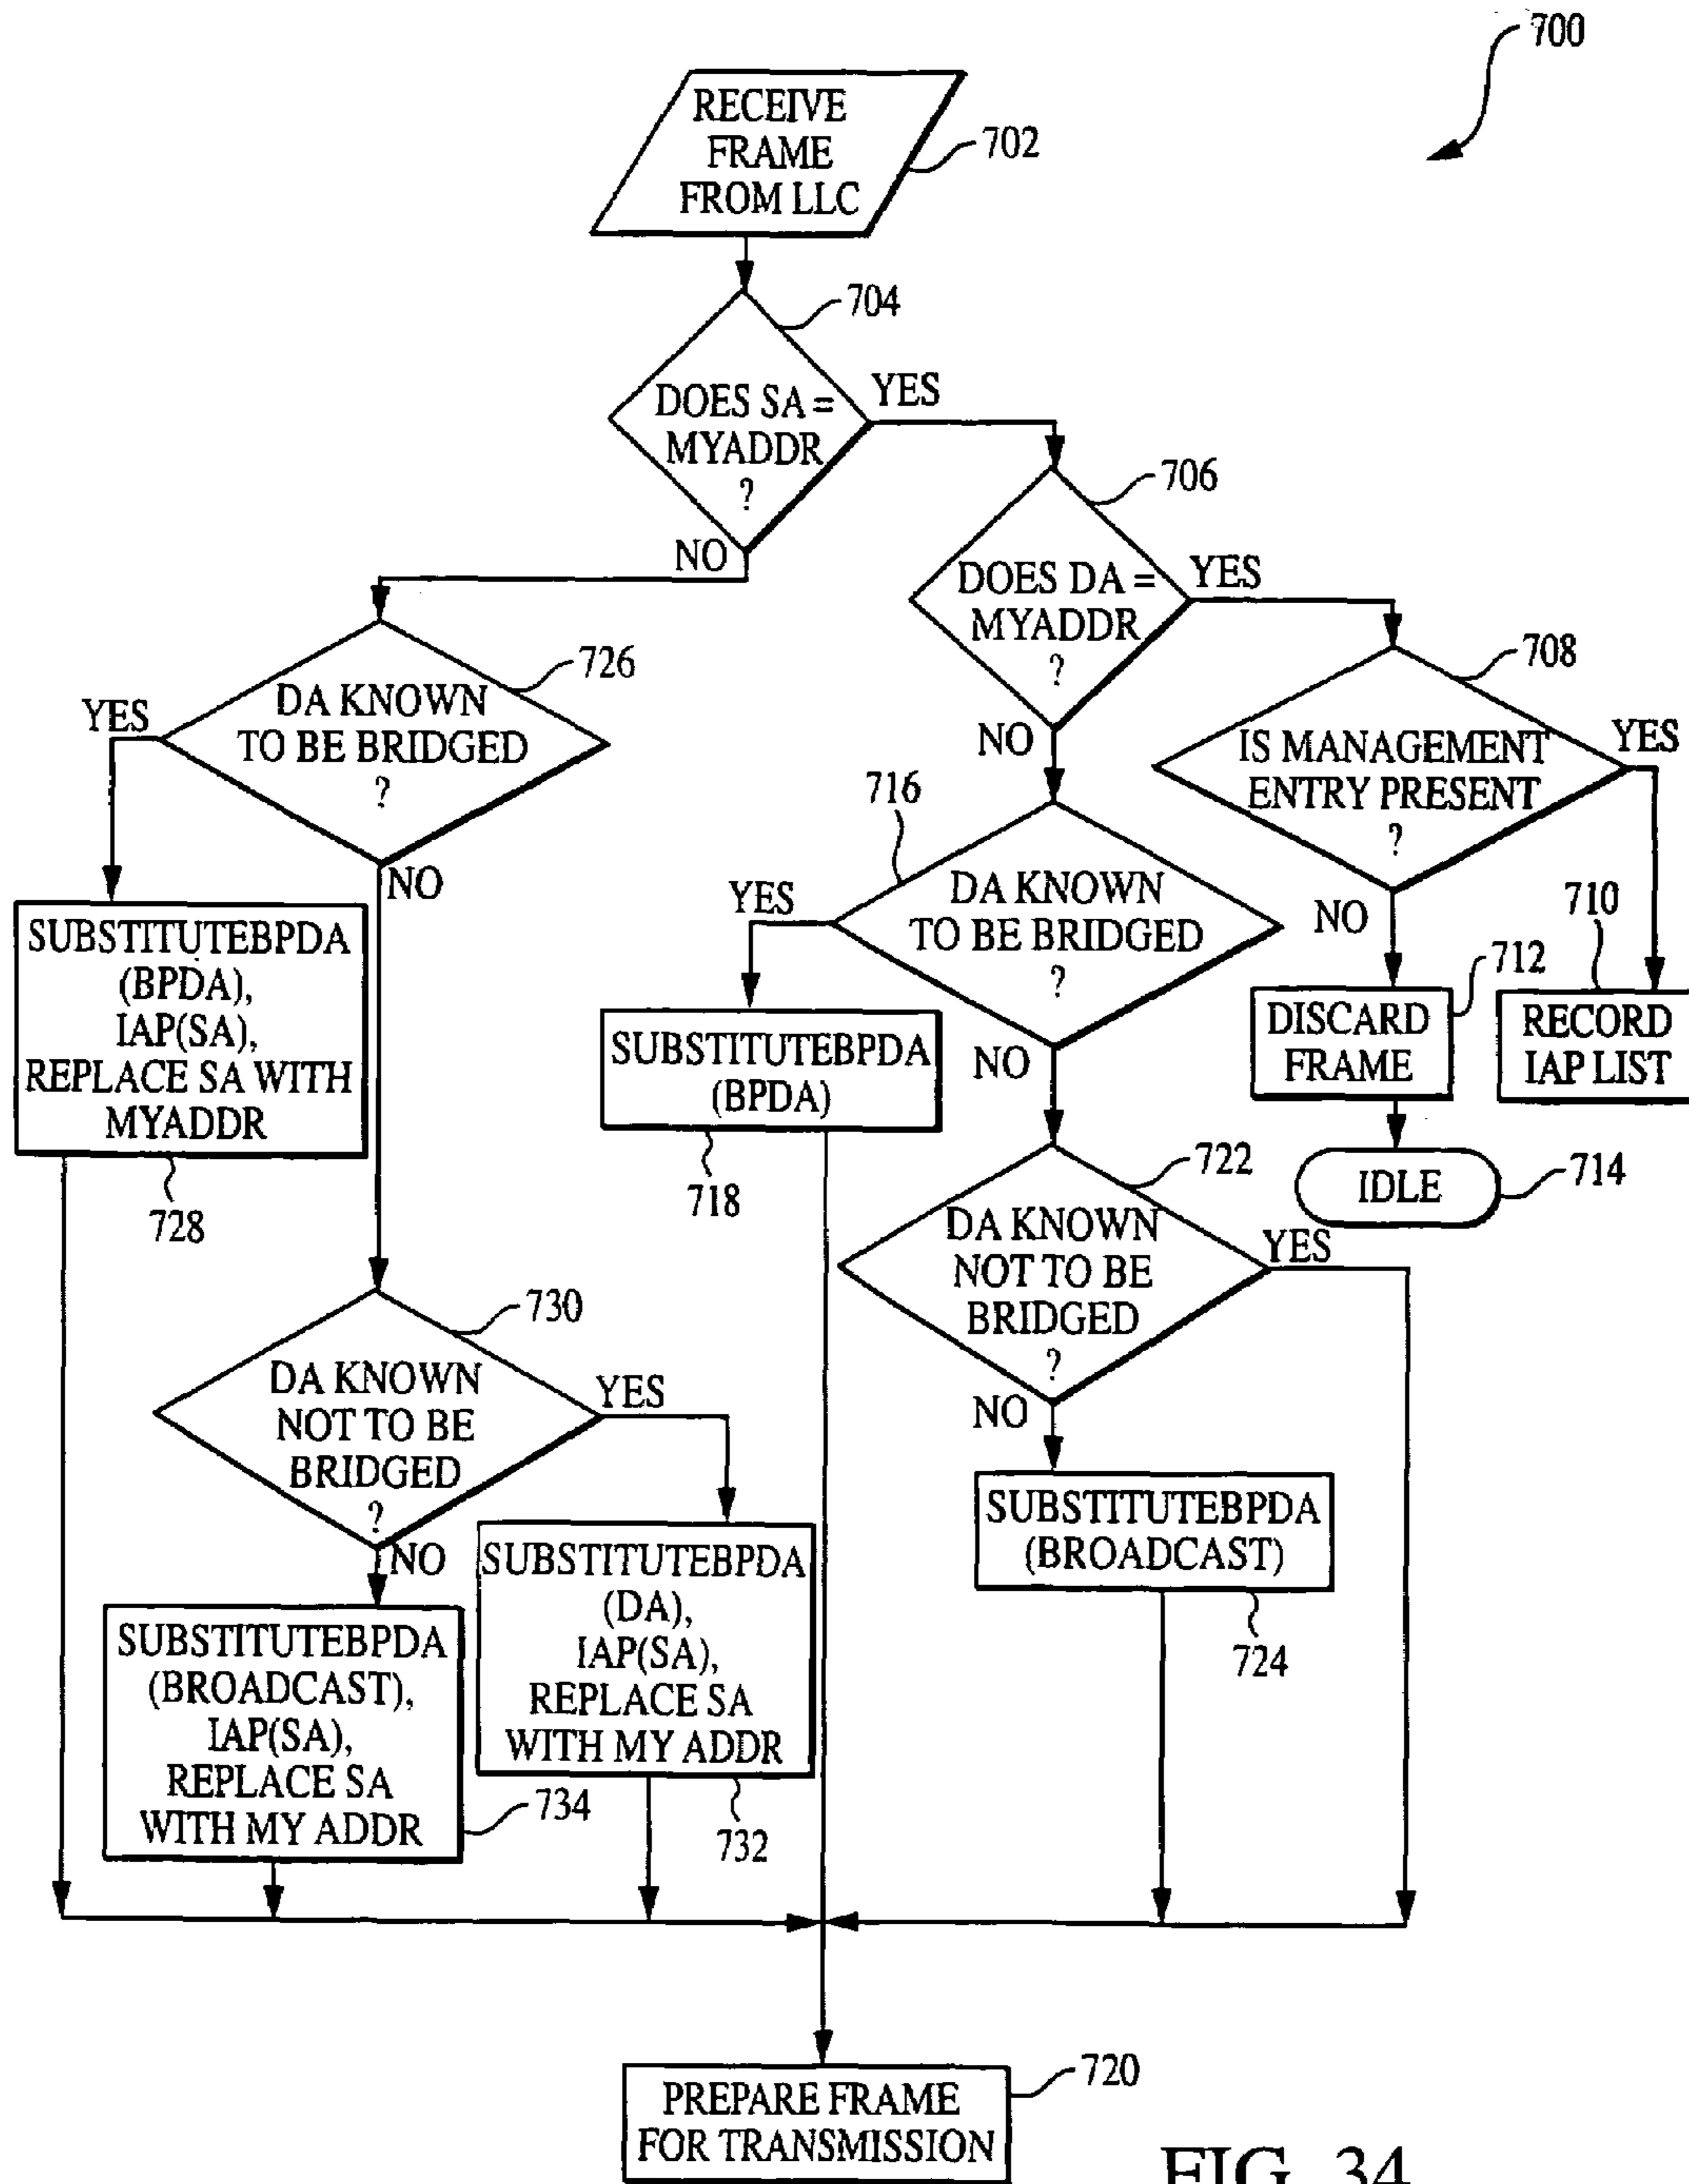 700
RECEIVE
FRAME
FROM LLC
702
704
DOES SA =
MYADDR
?
YES
NO
706
DOES DA =
MYADDR
?
YES
NO
708
IS MANAGEMENT
ENTRY PRESENT
?
YES
NO
726
DA KNOWN
TO BE BRIDGED
?
YES
NO
716
DA KNOWN
TO BE BRIDGED
?
YES
NO
710
RECORD
IAP LIST
712
DISCARD
FRAME
IDLE
714
SUBSTITUTEBPDA
(BPDA),
IAP(SA),
REPLACE SA WITH
MYADDR
728
SUBSTITUTEBPDA
(BPDA)
718
722
DA KNOWN
NOT TO BE
BRIDGED
?
YES
NO
730
DA KNOWN
NOT TO BE
BRIDGED
?
YES
NO
SUBSTITUTEBPDA
(BROADCAST)
724
SUBSTITUTEBPDA
(DA),
IAP(SA),
REPLACE SA
WITH MY ADDR
732
SUBSTITUTEBPDA
(BROADCAST),
IAP(SA),
REPLACE SA
WITH MY ADDR
734
PREPARE FRAME
FOR TRANSMISSION
720
FIG. 34